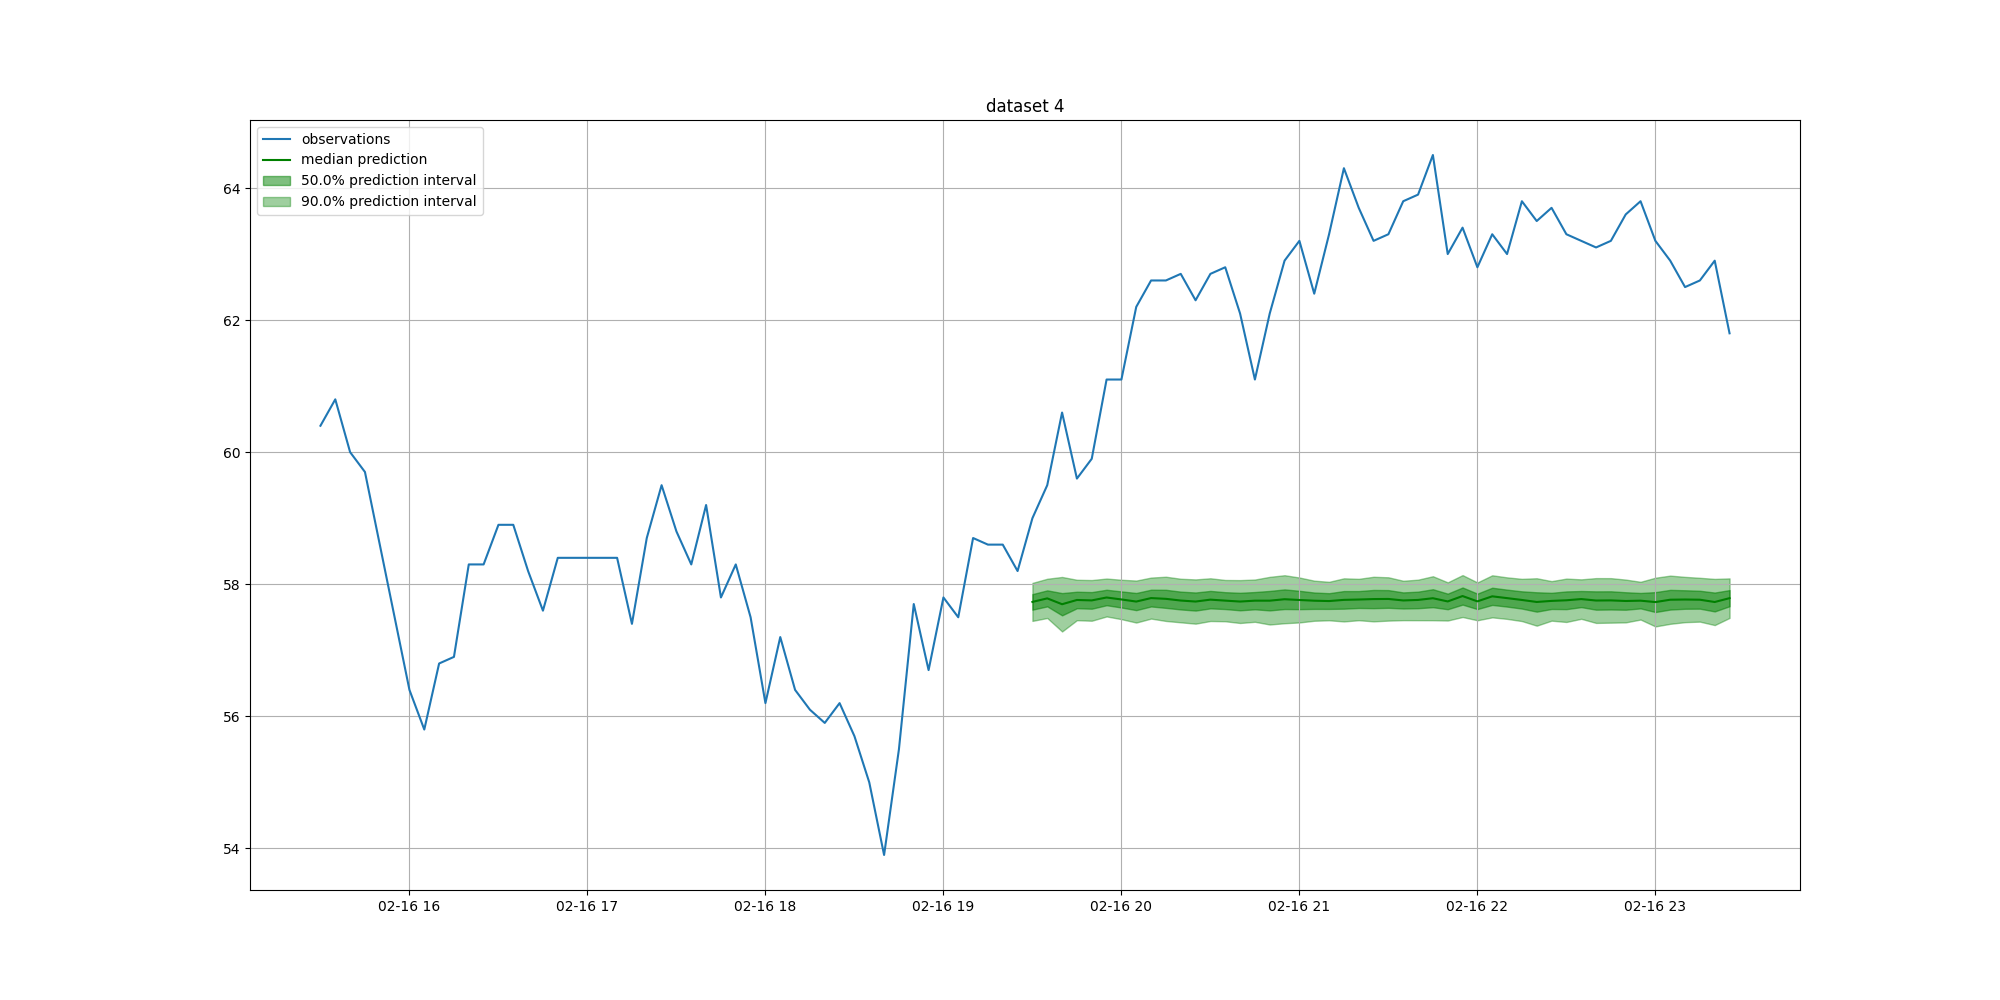 dataset 4
observations
median prediction
50.0% prediction interval
90.0% prediction interval
64
62
60
58
56
54
02-16 16
02-16 17
02-16 18
02-16 19
02-16 20
02-16 21
02-16 22
02-16 23